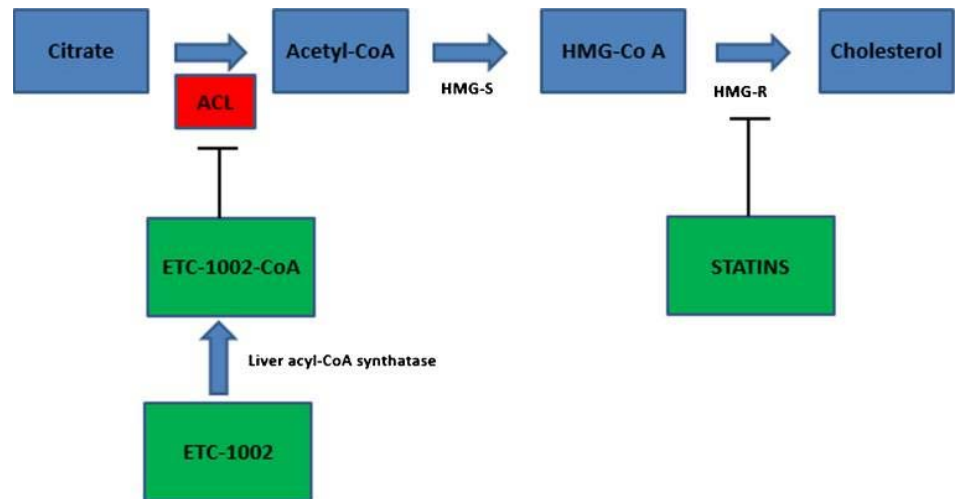 Citrate
Acetyl-CoA
HMG-Co A
Cholesterol
ACL
HMG-S
HMG-R
ETC-1002-CoA
STATINS
Liver acyl-CoA synthatase
ETC-1002